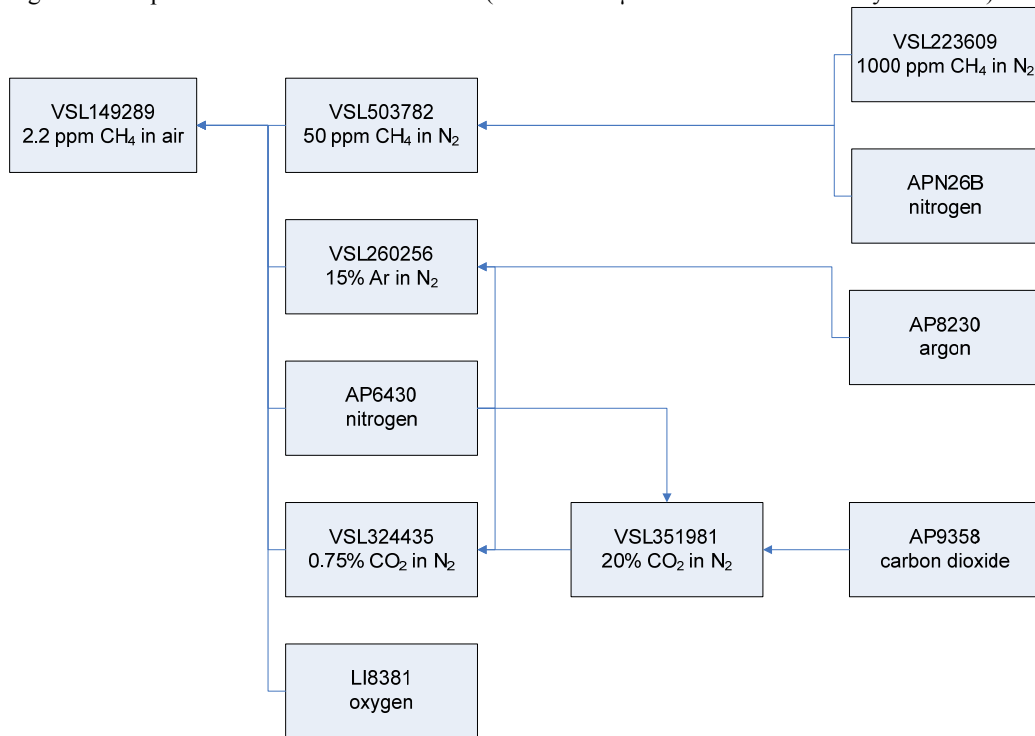 VSL223609
1000 ppm CH₄ in N₂
VSL149289
2.2 ppm CH₄ in air
VSL503782
50 ppm CH₄ in N₂
APN26B
nitrogen
VSL260256
15% Ar in N₂
AP8230
argon
AP6430
nitrogen
VSL324435
0.75% CO₂ in N₂
VSL351981
20% CO₂ in N₂
AP9358
carbon dioxide
LI8381
oxygen